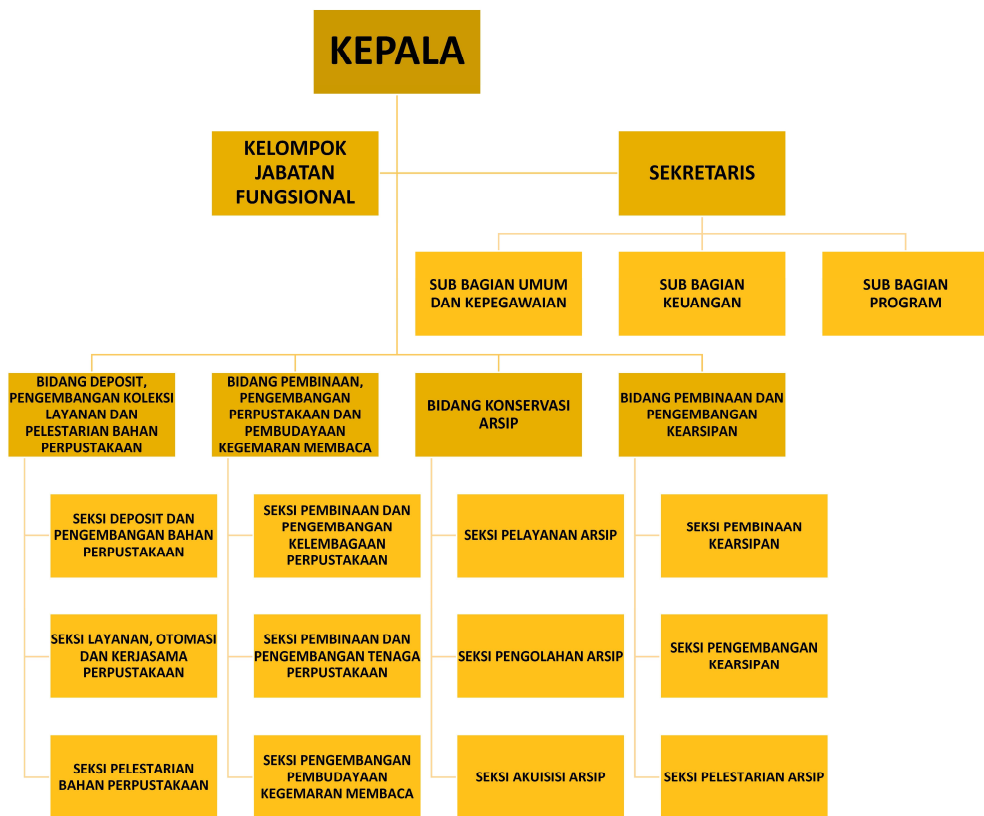 KEPALA
KELOMPOK
JABATAN
FUNGSIONAL
SEKRETARIS
SUB BAGIAN UMUM
DAN KEPEGAWAIAN
SUB BAGIAN
KEUANGAN
SUB BAGIAN
PROGRAM
BIDANG DEPOSIT,
PENGEMBANGAN KOLEKSI
LAYANAN DAN
PELESTARIAN BAHAN
PERPUSTAKAAN
BIDANG PEMBINAAN,
PENGEMBANGAN
PERPUSTAKAAN DAN
PEMBUDAYAAN
KEGEMARAN MEMBACA
BIDANG KONSERVASI
ARSIP
BIDANG PEMBINAAN DAN
PENGEMBANGAN
KEARSIPAN
SEKSI DEPOSIT DAN
PENGEMBANGAN BAHAN
PERPUSTAKAAN
SEKSI PEMBINAAN DAN
PENGEMBANGAN
KELEMBAGAAN
PERPUSTAKAAN
SEKSI PELAYANAN ARSIP
SEKSI PEMBINAAN
KEARSIPAN
SEKSI LAYANAN, OTOMASI
DAN KERJASAMA
PERPUSTAKAAN
SEKSI PEMBINAAN DAN
PENGEMBANGAN TENAGA
PERPUSTAKAAN
SEKSI PENGOLAHAN ARSIP
SEKSI PENGEMBANGAN
KEARSIPAN
SEKSI PELESTARIAN
BAHAN PERPUSTAKAAN
SEKSI PENGEMBANGAN
PEMBUDAYAAN
KEGEMARAN MEMBACA
SEKSI AKUISISI ARSIP
SEKSI PELESTARIAN ARSIP